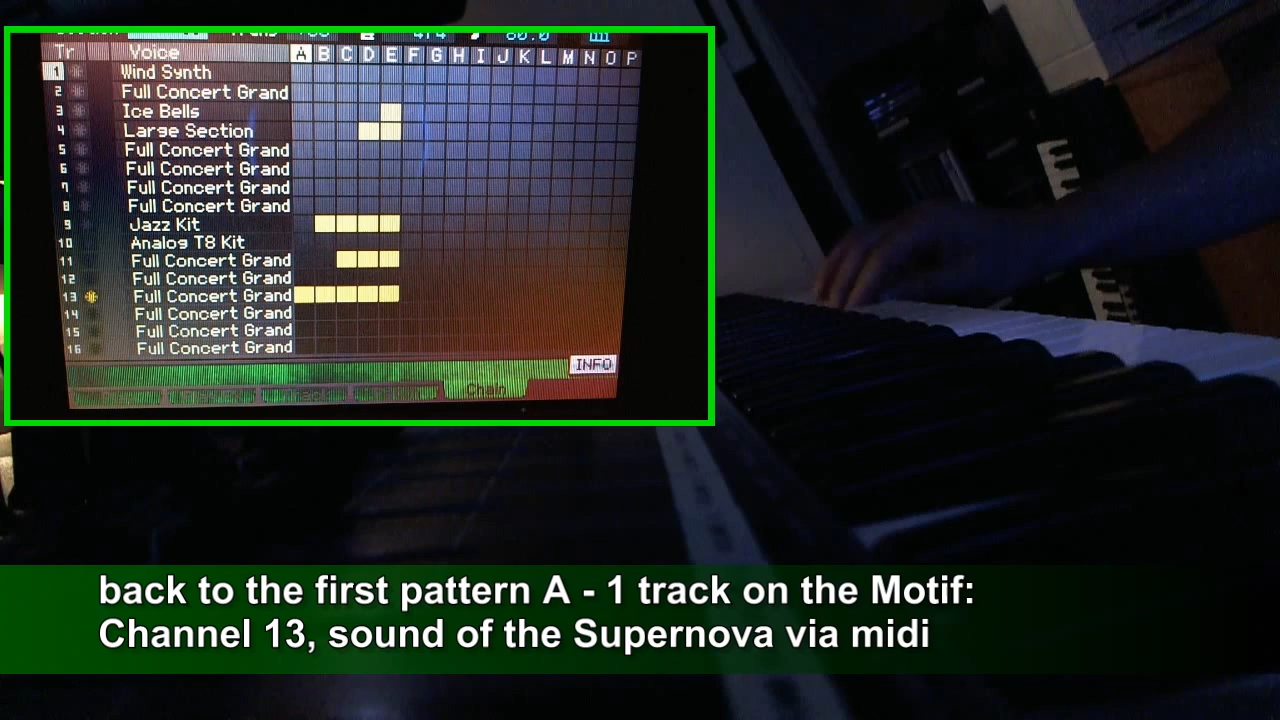 4/4 80.0
Tr Voice A B C D E F G H I J K L M N O P
1 Wind Synth
2 Full Concert Grand
3 Ice Bells
4 Large Section
5 Full Concert Grand
6 Full Concert Grand
7 Full Concert Grand
8 Full Concert Grand
9 Jazz Kit
10 Analog T8 Kit
11 Full Concert Grand
12 Full Concert Grand
13 Full Concert Grand
14 Full Concert Grand
15 Full Concert Grand
16 Full Concert Grand
INFO
Chain
back to the first pattern A - 1 track on the Motif:
Channel 13, sound of the Supernova via midi